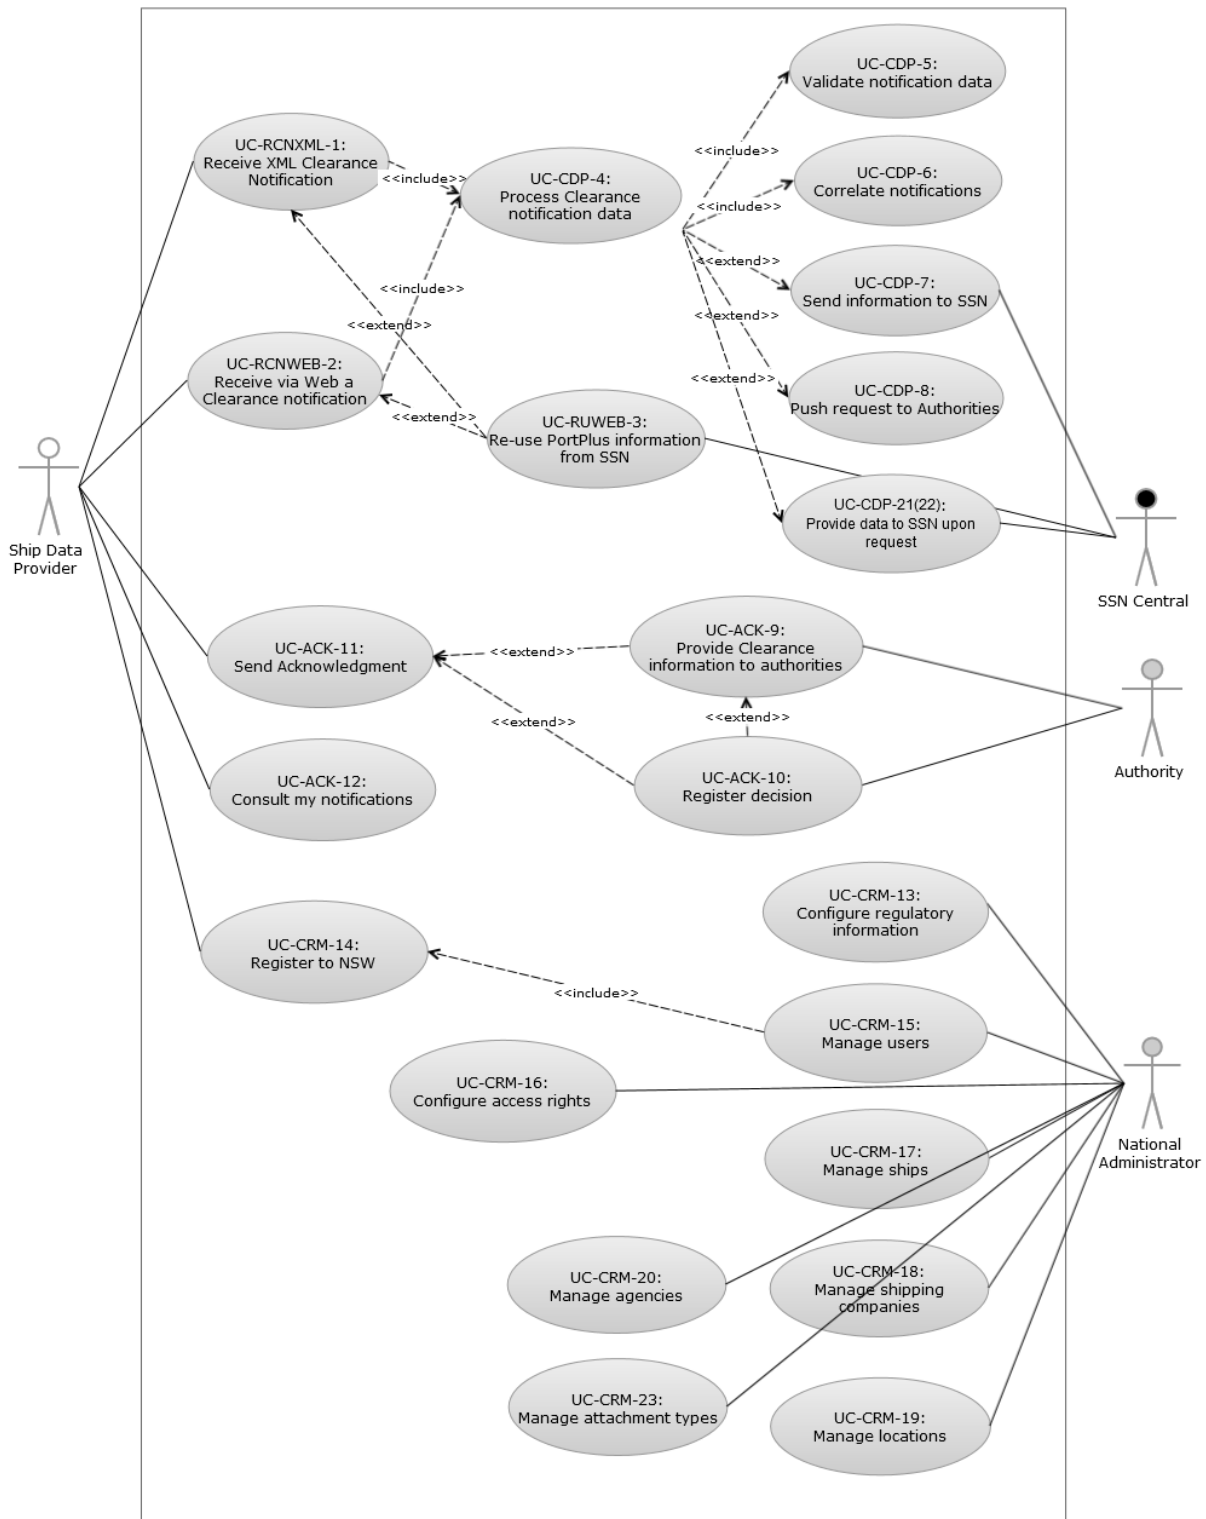 UC-CDP-5:
Validate notification data
UC-RCNXML-1:
Receive XML Clearance
Notification
<<include>>
UC-CDP-4:
Process Clearance
notification data
<<include>>
UC-CDP-6:
Correlate notifications
<<include>>
<<extend>>
UC-CDP-7:
Send information to SSN
<<include>>
<<extend>>
<<extend>>
UC-RCNWEB-2:
Receive via Web a
Clearance notification
<<extend>>
UC-CDP-8:
Push request to Authorities
<<extend>>
UC-RUWEB-3:
Re-use PortPlus information
from SSN
UC-CDP-21(22):
Provide data to SSN upon
request
Ship Data
Provider
SSN Central
UC-ACK-11:
Send Acknowledgment
<<extend>>
UC-ACK-9:
Provide Clearance
information to authorities
<<extend>>
<<extend>>
UC-ACK-12:
Consult my notifications
UC-ACK-10:
Register decision
Authority
UC-CRM-13:
Configure regulatory
information
UC-CRM-14:
Register to NSW
<<include>>
UC-CRM-15:
Manage users
UC-CRM-16:
Configure access rights
UC-CRM-17:
Manage ships
National
Administrator
UC-CRM-20:
Manage agencies
UC-CRM-18:
Manage shipping
companies
UC-CRM-23:
Manage attachment types
UC-CRM-19:
Manage locations